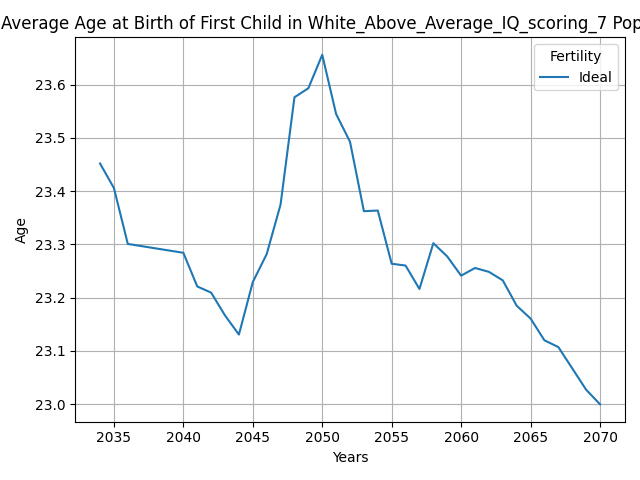 Average Age at Birth of First Child in White_Above_Average_IQ_scoring_7 Pop
Fertility
Ideal
23.6
23.5
23.4
23.3
23.2
23.1
23.0
Age
2035 2040 2045 2050 2055 2060 2065 2070
Years